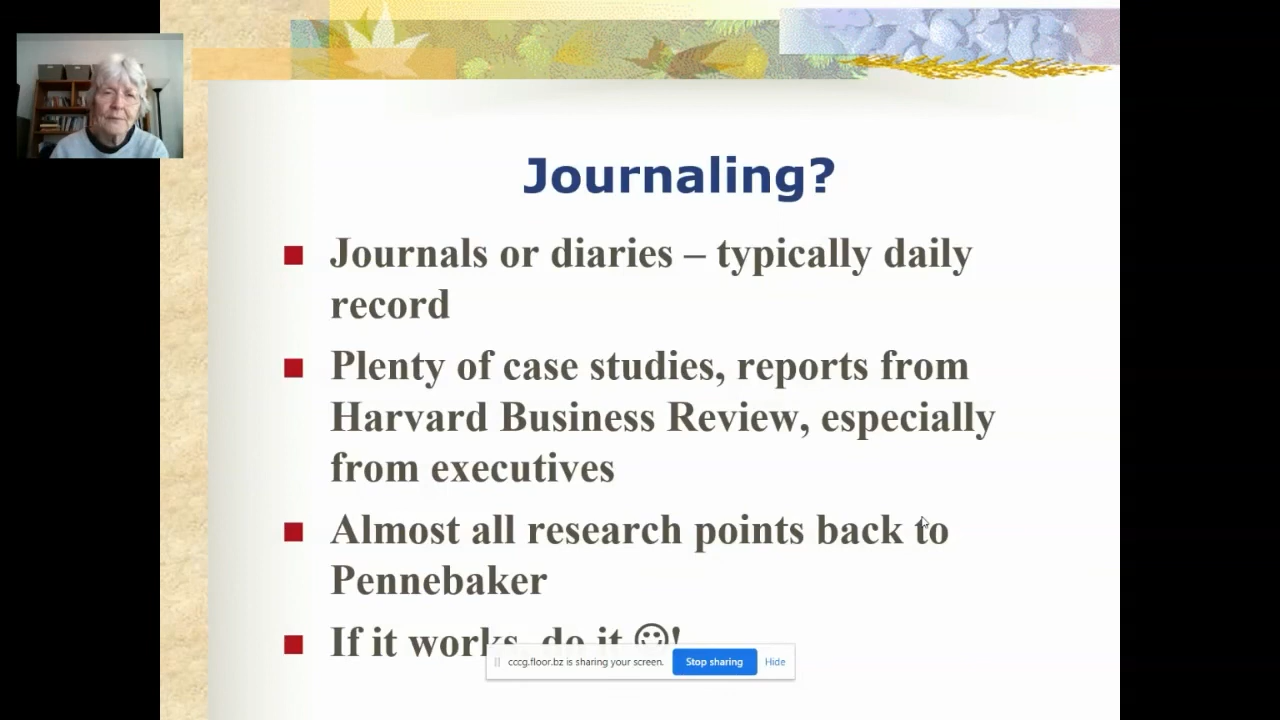 Journaling?
Journals or diaries – typically daily
record
Plenty of case studies, reports from
Harvard Business Review, especially
from executives
Almost all research points back to
Pennebaker
If it works, do it ☺!
cccg.floor.bz is sharing your screen.
Stop sharing
Hide